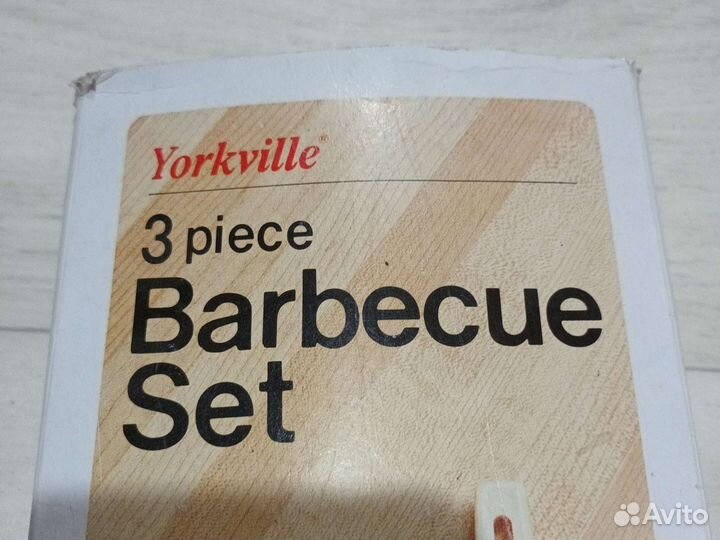 Yorkville®
3 piece
Barbecue
Set
Avito